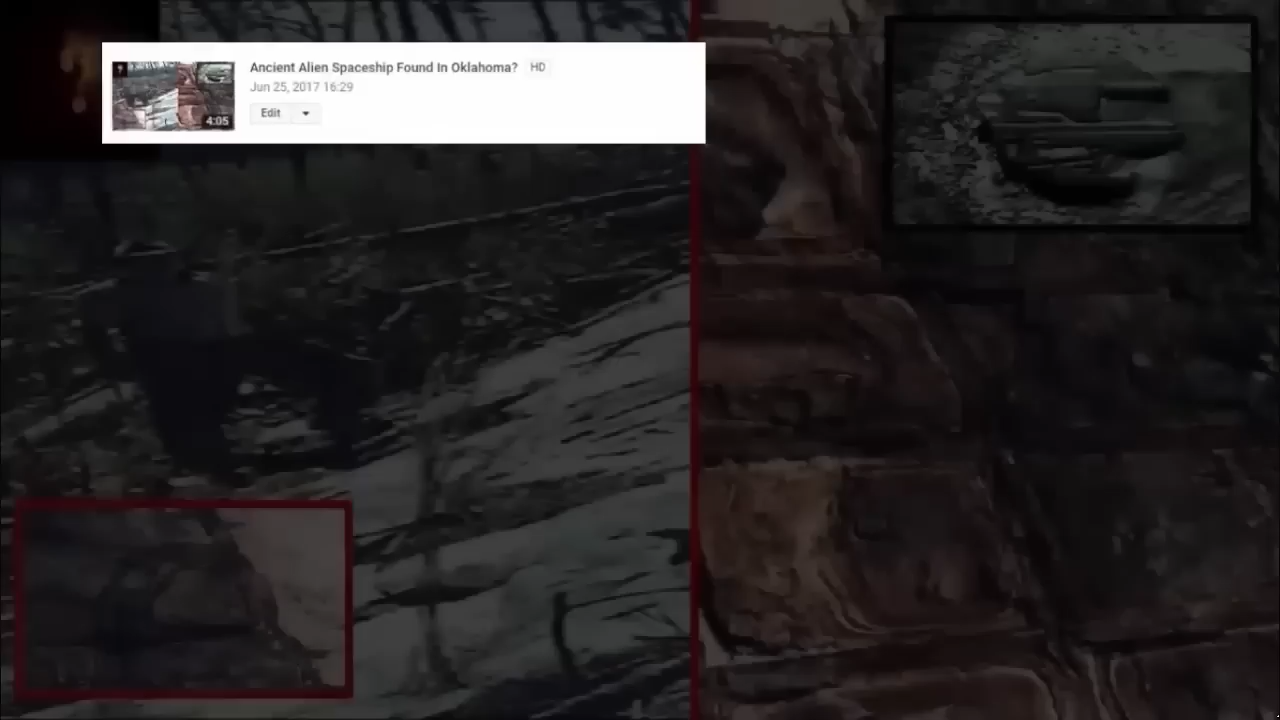 Ancient Alien Spaceship Found In Oklahoma? HD
Jun 25, 2017 16:29
Edit
4:05